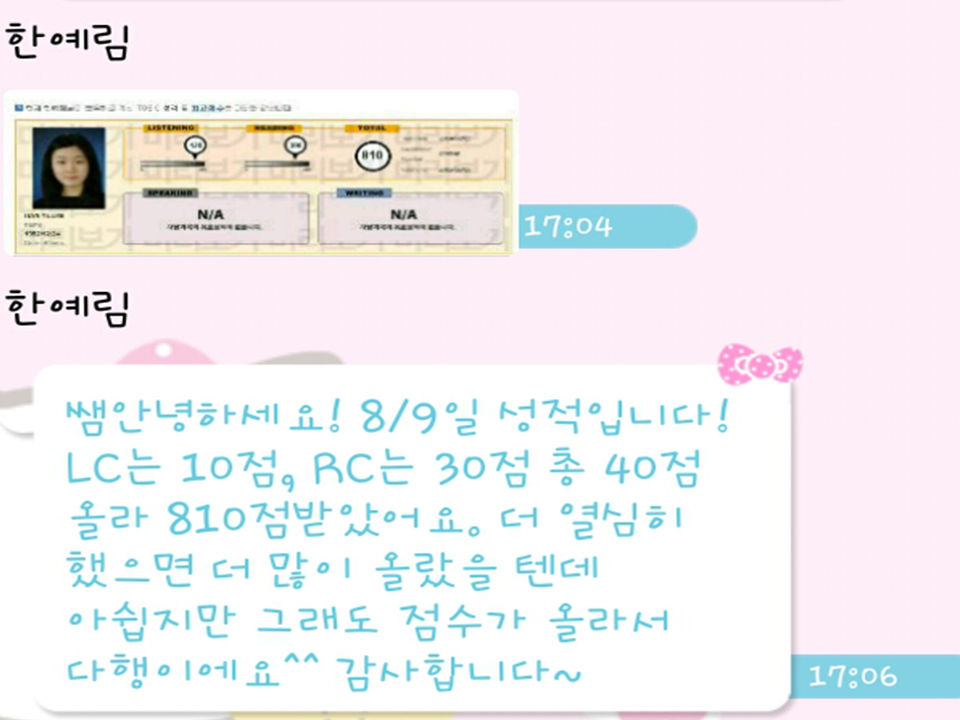 한예림
LISTENING
READING
TOTAL
810
SPEAKING
WRITING
N/A
N/A
17:04
한예림
쌤안녕하세요! 8/9일 성적입니다!
LC는 10점, RC는 30점 총 40점
올라 810점받았어요. 더 열심히
했으면 더 많이 올랐을 텐데
아쉽지만 그래도 점수가 올라서
다행이에요^^ 감사합니다~
17:06